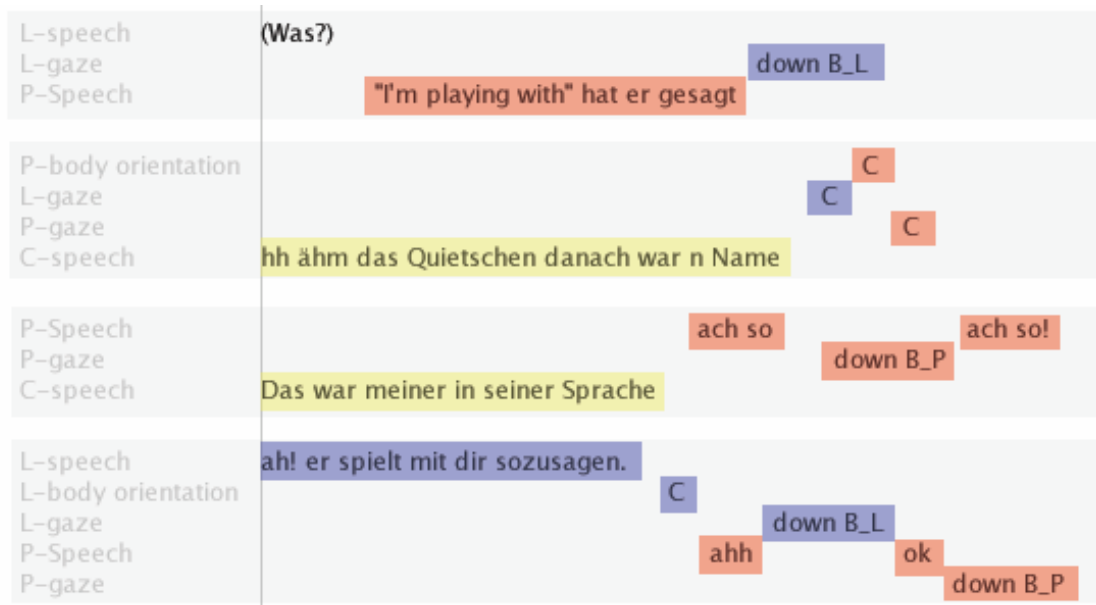 L-speech (Was?)
L-gaze down B_L
P-Speech "I'm playing with" hat er gesagt
P-body orientation C
L-gaze C
P-gaze C
C-speech hh ähm das Quietschen danach war n Name
P-Speech ach so ach so!
P-gaze down B_P
C-speech Das war meiner in seiner Sprache
L-speech ah! er spielt mit dir sozusagen.
L-body orientation C
L-gaze down B_L
P-Speech ahh ok
P-gaze down B_P